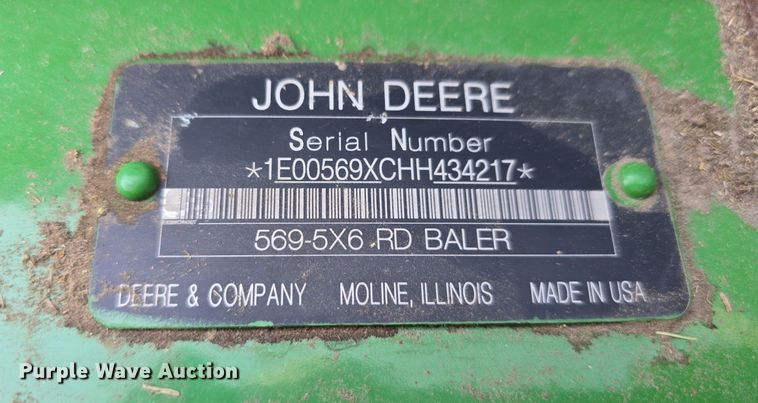 JOHN DEERE
Serial Number
*1E00569XCHH434217*
569-5X6 RD BALER
DEERE & COMPANY MOLINE, ILLINOIS MADE IN USA
Purple Wave Auction